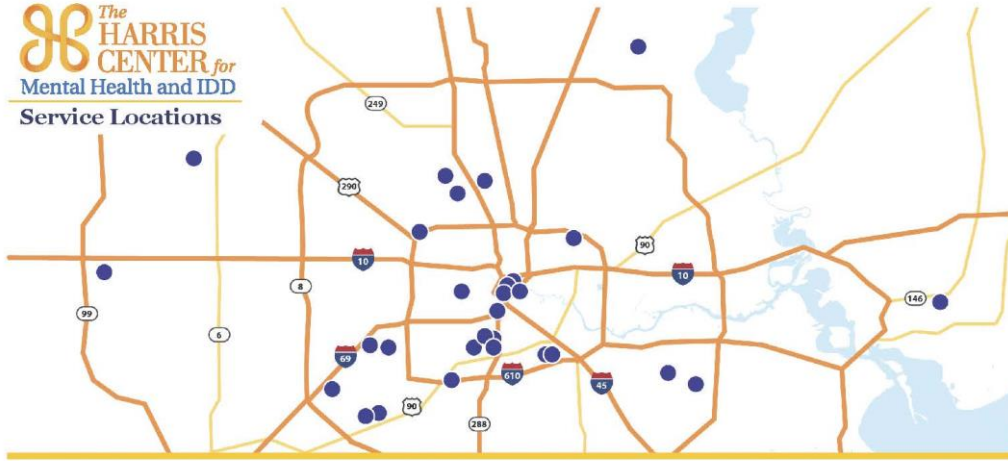 The
HARRIS
CENTER for
Mental Health and IDD
Service Locations
249
290
90
10
10
8
146
99
6
69
610
45
90
288